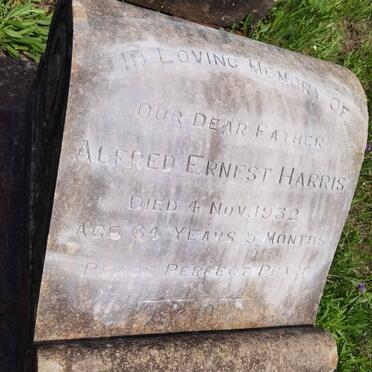 IN LOVING MEMORY OF
OUR DEAR FATHER
ALFRED ERNEST HARRIS
DIED 4 NOV. 1932
AGE 64 YEARS 5 MONTHS
PEACE PERFECT PEACE